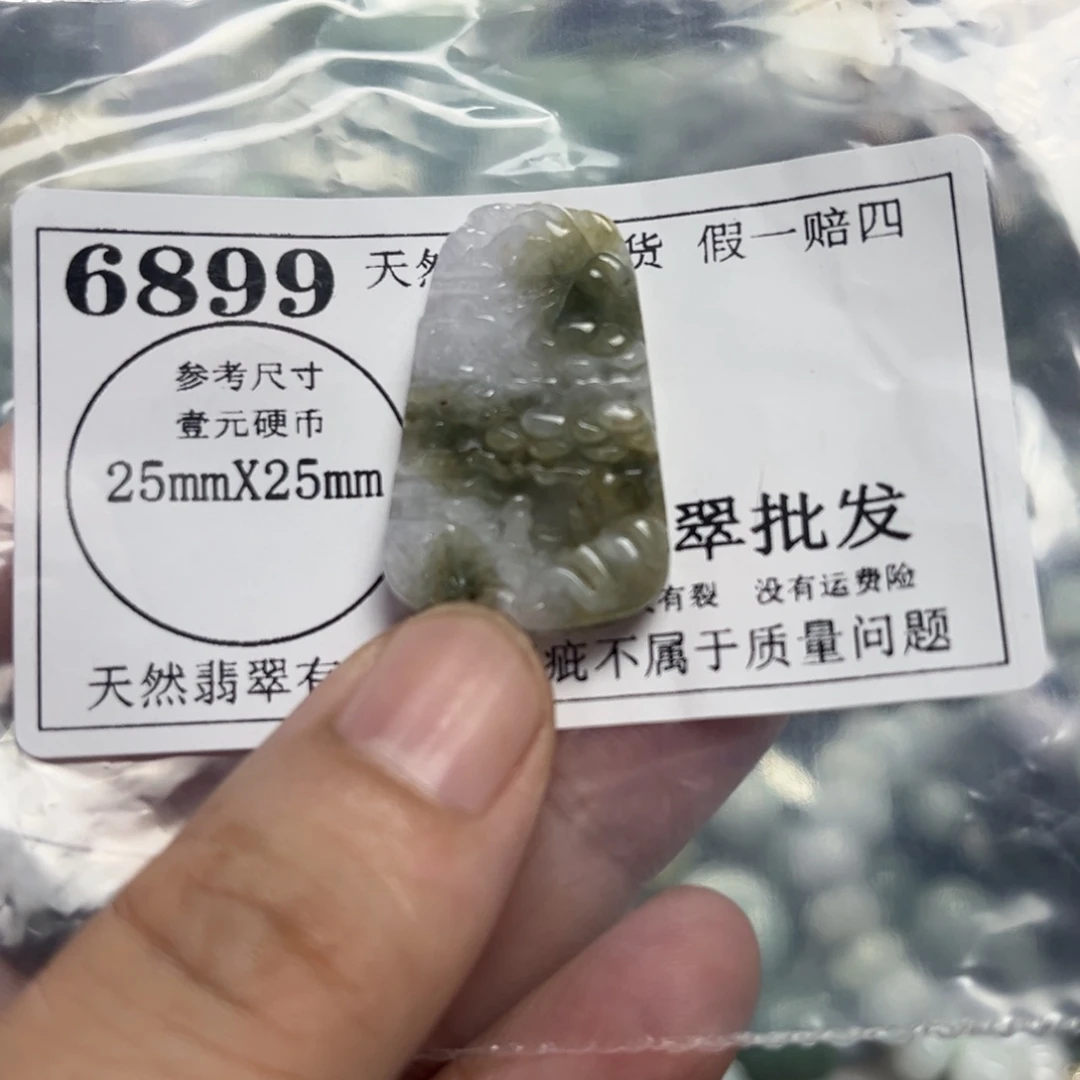 6899 天然 货 假一赔四
参考尺寸
壹元硬币
25mmX25mm
翠批发
有裂 没有运费险
天然翡翠有 疵不属于质量问题